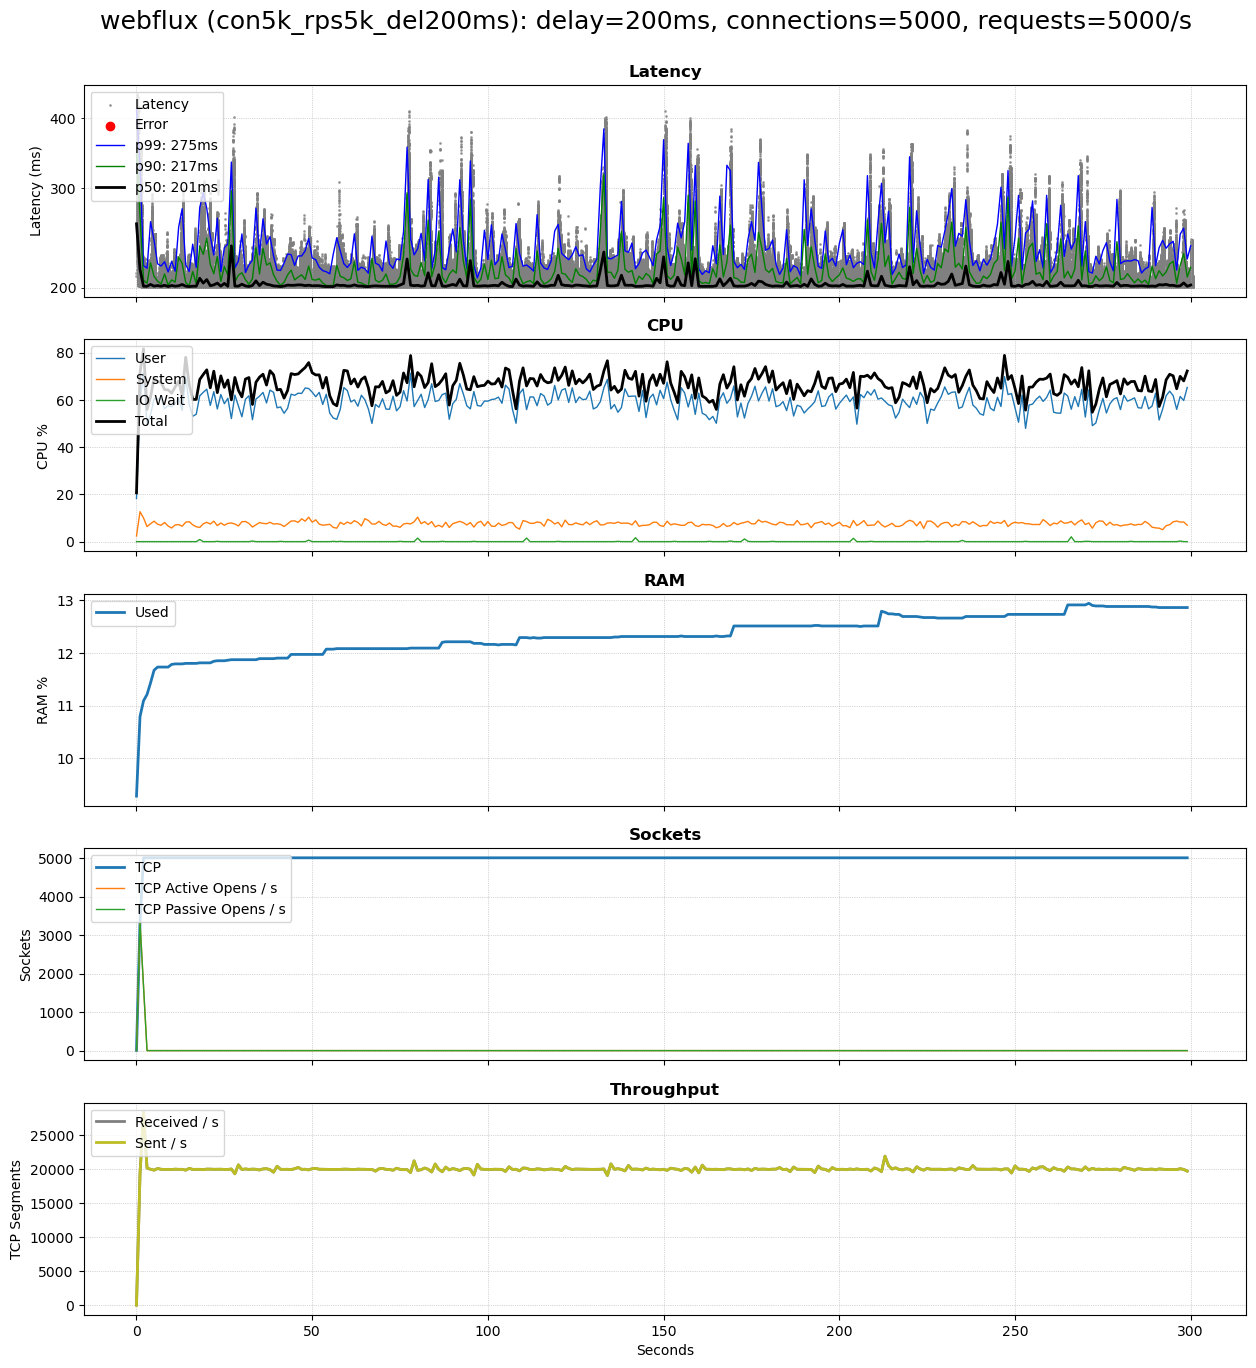 webflux (con5k_rps5k_del200ms): delay=200ms, connections=5000, requests=5000/s
Latency
Latency (ms)
400
300
200
Latency
Error
p99: 275ms
p90: 217ms
p50: 201ms
CPU
CPU %
80
60
40
20
0
User
System
IO Wait
Total
RAM
RAM %
13
12
11
10
Used
Sockets
Sockets
5000
4000
3000
2000
1000
0
TCP
TCP Active Opens / s
TCP Passive Opens / s
Throughput
TCP Segments
25000
20000
15000
10000
5000
0
Received / s
Sent / s
0 50 100 150 200 250 300
Seconds